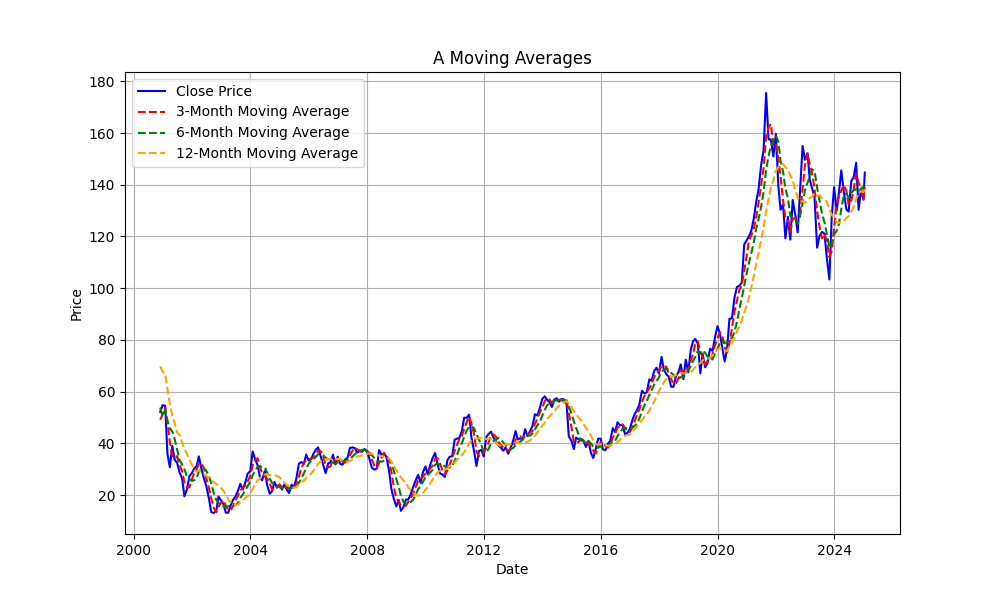 A Moving Averages
Close Price
3-Month Moving Average
6-Month Moving Average
12-Month Moving Average
180
160
140
120
100
80
60
40
20
Price
2000 2004 2008 2012 2016 2020 2024
Date